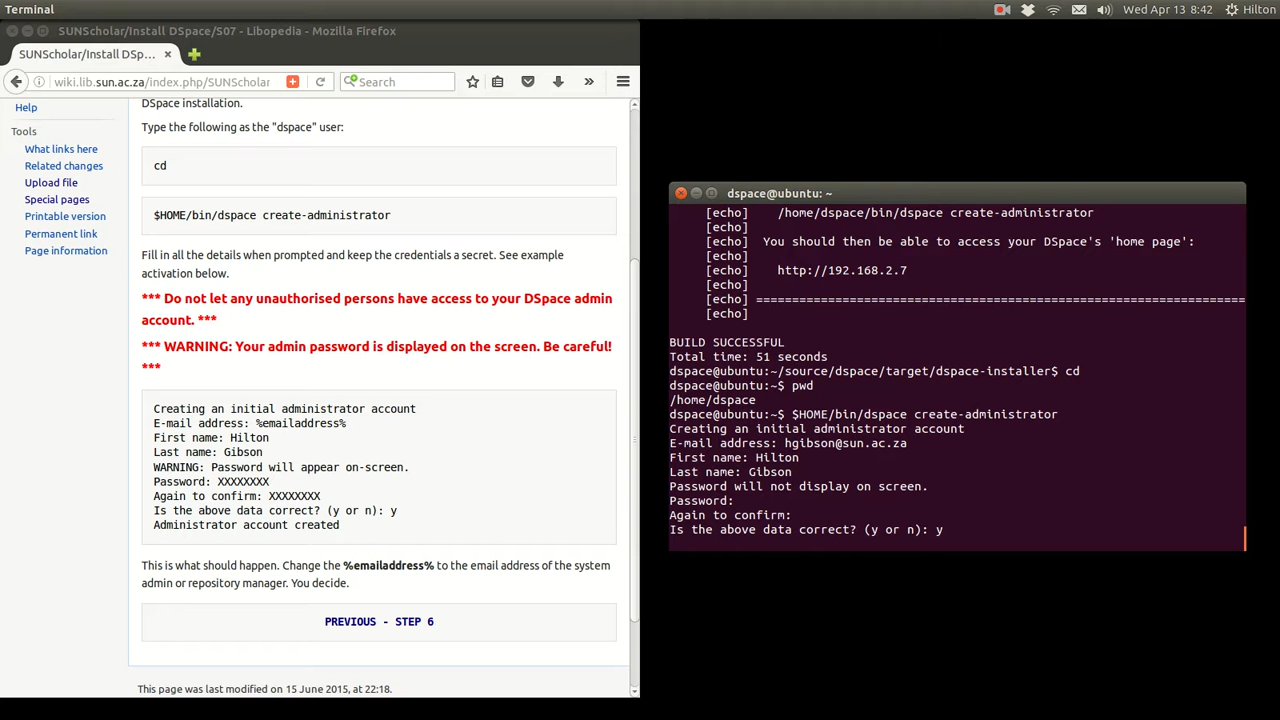 Terminal
Wed Apr 13 8:42 Hilton
SUNScholar/Install DSpace/S07 - Libopedia - Mozilla Firefox
SUNScholar/Install DSp... ×
wiki.lib.sun.ac.za/index.php/SUNScholar
Search
Help
Tools
What links here
Related changes
Upload file
Special pages
Printable version
Permanent link
Page information
DSpace installation.
Type the following as the "dspace" user:
cd
$HOME/bin/dspace create-administrator
Fill in all the details when prompted and keep the credentials a secret. See example
activation below.
*** Do not let any unauthorised persons have access to your DSpace admin
account. ***
*** WARNING: Your admin password is displayed on the screen. Be careful!
***
Creating an initial administrator account
E-mail address: %emailaddress%
First name: Hilton
Last name: Gibson
WARNING: Password will appear on-screen.
Password: XXXXXXXX
Again to confirm: XXXXXXXX
Is the above data correct? (y or n): y
Administrator account created
This is what should happen. Change the %emailaddress% to the email address of the system
admin or repository manager. You decide.
PREVIOUS - STEP 6
This page was last modified on 15 June 2015, at 22:18.
dspace@ubuntu: ~
[echo] /home/dspace/bin/dspace create-administrator
[echo]
[echo] You should then be able to access your DSpace's 'home page':
[echo]
[echo] http://192.168.2.7
[echo]
[echo] ====================================================================
[echo]
BUILD SUCCESSFUL
Total time: 51 seconds
dspace@ubuntu:~/source/dspace/target/dspace-installer$ cd
dspace@ubuntu:~$ pwd
/home/dspace
dspace@ubuntu:~$ $HOME/bin/dspace create-administrator
Creating an initial administrator account
E-mail address: hgibson@sun.ac.za
First name: Hilton
Last name: Gibson
Password will not display on screen.
Password:
Again to confirm:
Is the above data correct? (y or n): y